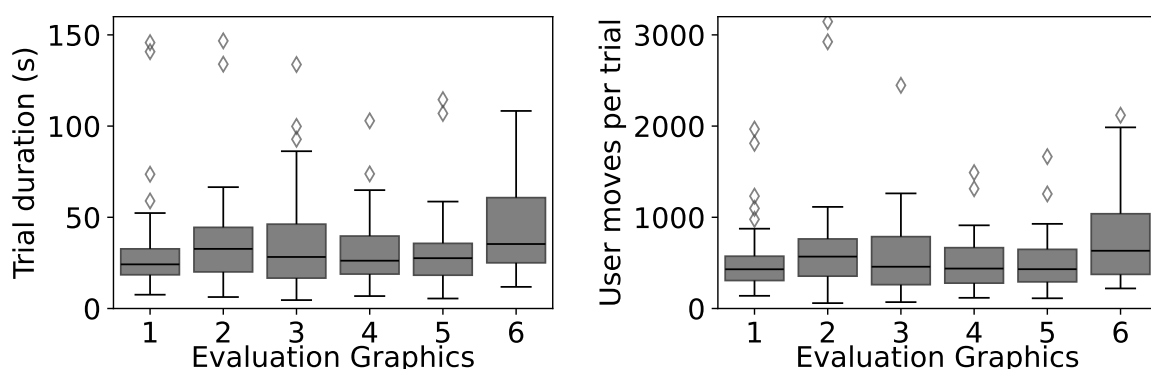 Trial duration (s)
150
100
50
0
1 2 3 4 5 6
Evaluation Graphics
User moves per trial
3000
2000
1000
0
1 2 3 4 5 6
Evaluation Graphics